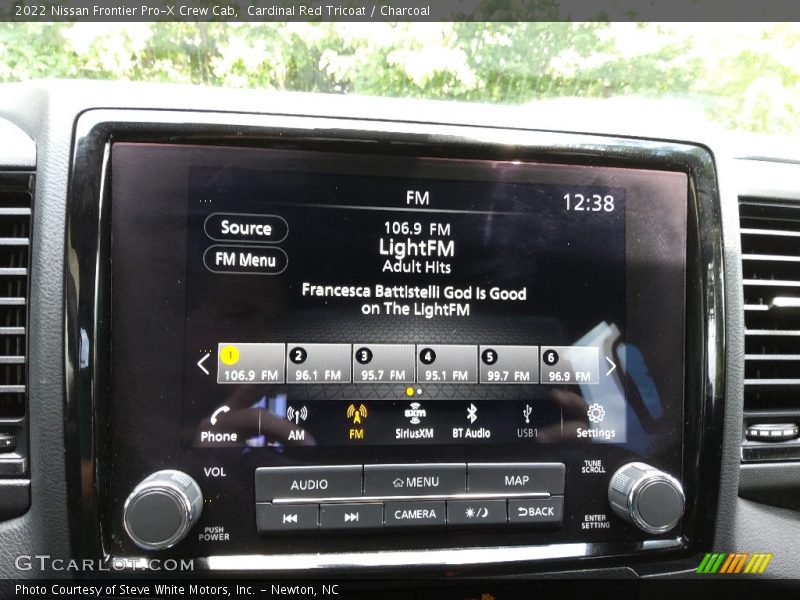 2022 Nissan Frontier Pro-X Crew Cab, Cardinal Red Tricoat / Charcoal
FM
12:38
Source
FM Menu
106.9 FM
LightFM
Adult Hits
Francesca Battistelli God Is Good
on The LightFM
1 2 3 4 5 6
106.9 FM 96.1 FM 95.7 FM 95.1 FM 99.7 FM 96.9 FM
Phone AM FM SiriusXM BT Audio USB1 Settings
sxm
VOL
AUDIO MENU MAP
TUNE
SCROLL
CAMERA BACK
PUSH
POWER
ENTER
SETTING
GTCARLOT.COM
Photo Courtesy of Steve White Motors, Inc. - Newton, NC